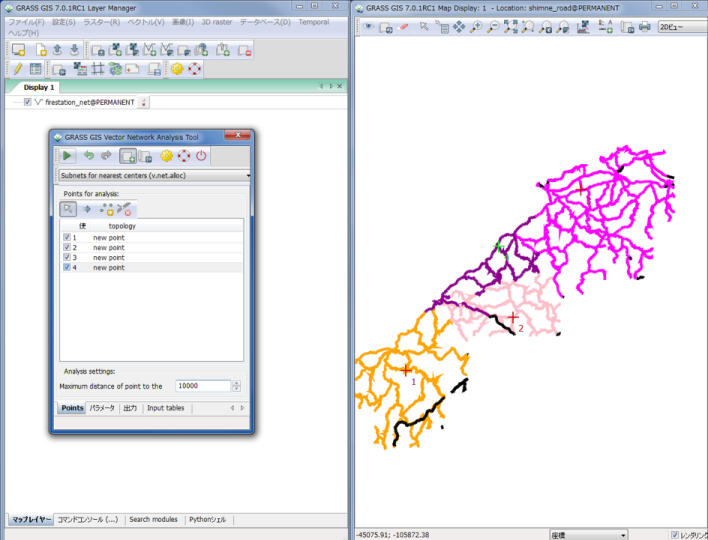 GRASS GIS 7.0.1RC1 Layer Manager
ファイル(F) 設定(S) ラスター(R) ベクトル(V) 画像(I) 3D raster データベース(D) Temporal
ヘルプ(H)
Display 1
firestation_net@PERMANENT
GRASS GIS Vector Network Analysis Tool
Subnets for nearest centers (v.net.alloc)
Points for analysis:
使 topology
1 new point
2 new point
3 new point
4 new point
Analysis settings:
Maximum distance of point to the 10000
Points パラメータ 出力 Input tables
マップレイヤー コマンドコンソール (...) Search modules Pythonシェル
GRASS GIS 7.0.1RC1 Map Display: 1 - Location: shimne_road@PERMANENT
2Dビュー
2
1
-45075.91; -105872.38
座標
レンダリング